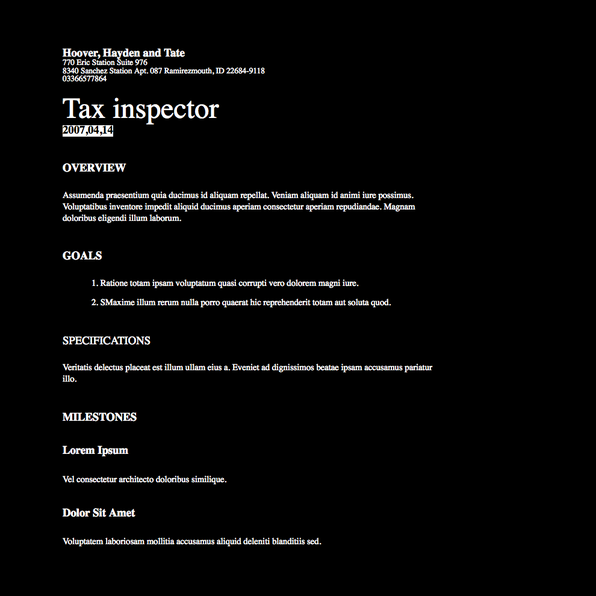 Hoover, Hayden and Tate
770 Eric Station Suite 976
8340 Sanchez Station Apt. 087 Ramirezmouth, ID 22684-9118
03366577864
Tax inspector
2007,04,14
OVERVIEW
Assumenda praesentium quia ducimus id aliquam repellat. Veniam aliquam id animi iure possimus.
Voluptatibus inventore impedit aliquid ducimus aperiam consectetur aperiam repudiandae. Magnam
doloribus eligendi illum laborum.
GOALS
1. Ratione totam ipsam voluptatum quasi corrupti vero dolorem magni iure.
2. SMaxime illum rerum nulla porro quaerat hic reprehenderit totam aut soluta quod.
SPECIFICATIONS
Veritatis delectus placeat est illum ullam eius a. Eveniet ad dignissimos beatae ipsam accusamus pariatur
illo.
MILESTONES
Lorem Ipsum
Vel consectetur architecto doloribus similique.
Dolor Sit Amet
Voluptatem laboriosam mollitia accusamus aliquid deleniti blanditiis sed.